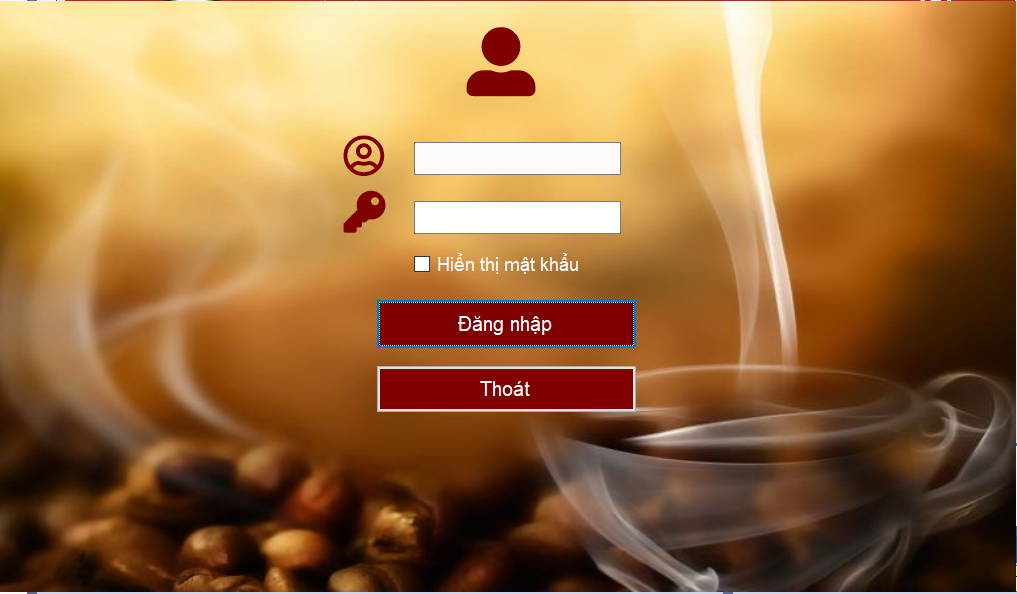 Hiển thị mật khẩu
Đăng nhập
Thoát